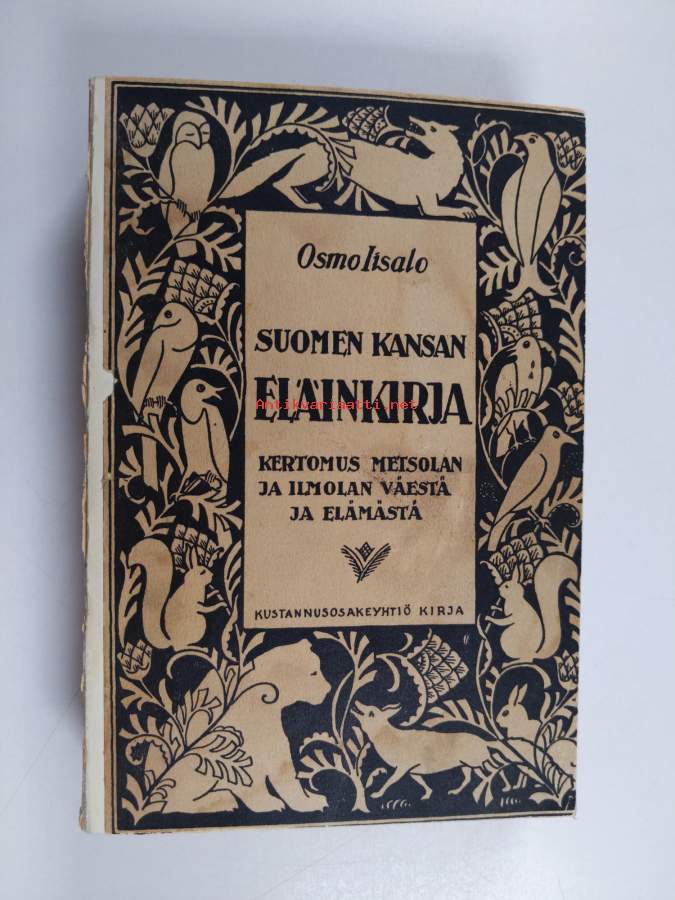 Osmo Iisalo
SUOMEN KANSAN
ELÄINKIRJA
Antikvariaatti.net
KERTOMUS METSOLAN
JA ILMOLAN VÄESTÄ
JA ELÄMÄSTÄ
KUSTANNUSOSAKEYHTIÖ KIRJA